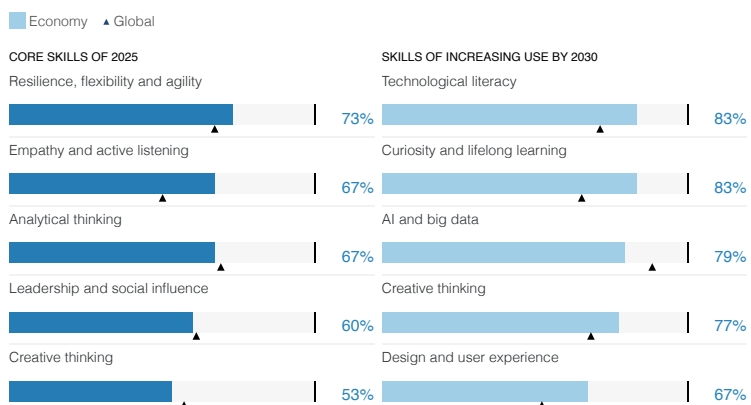 Economy Global
CORE SKILLS OF 2025
Resilience, flexibility and agility
73%
Empathy and active listening
67%
Analytical thinking
67%
Leadership and social influence
60%
Creative thinking
53%
SKILLS OF INCREASING USE BY 2030
Technological literacy
83%
Curiosity and lifelong learning
83%
AI and big data
79%
Creative thinking
77%
Design and user experience
67%